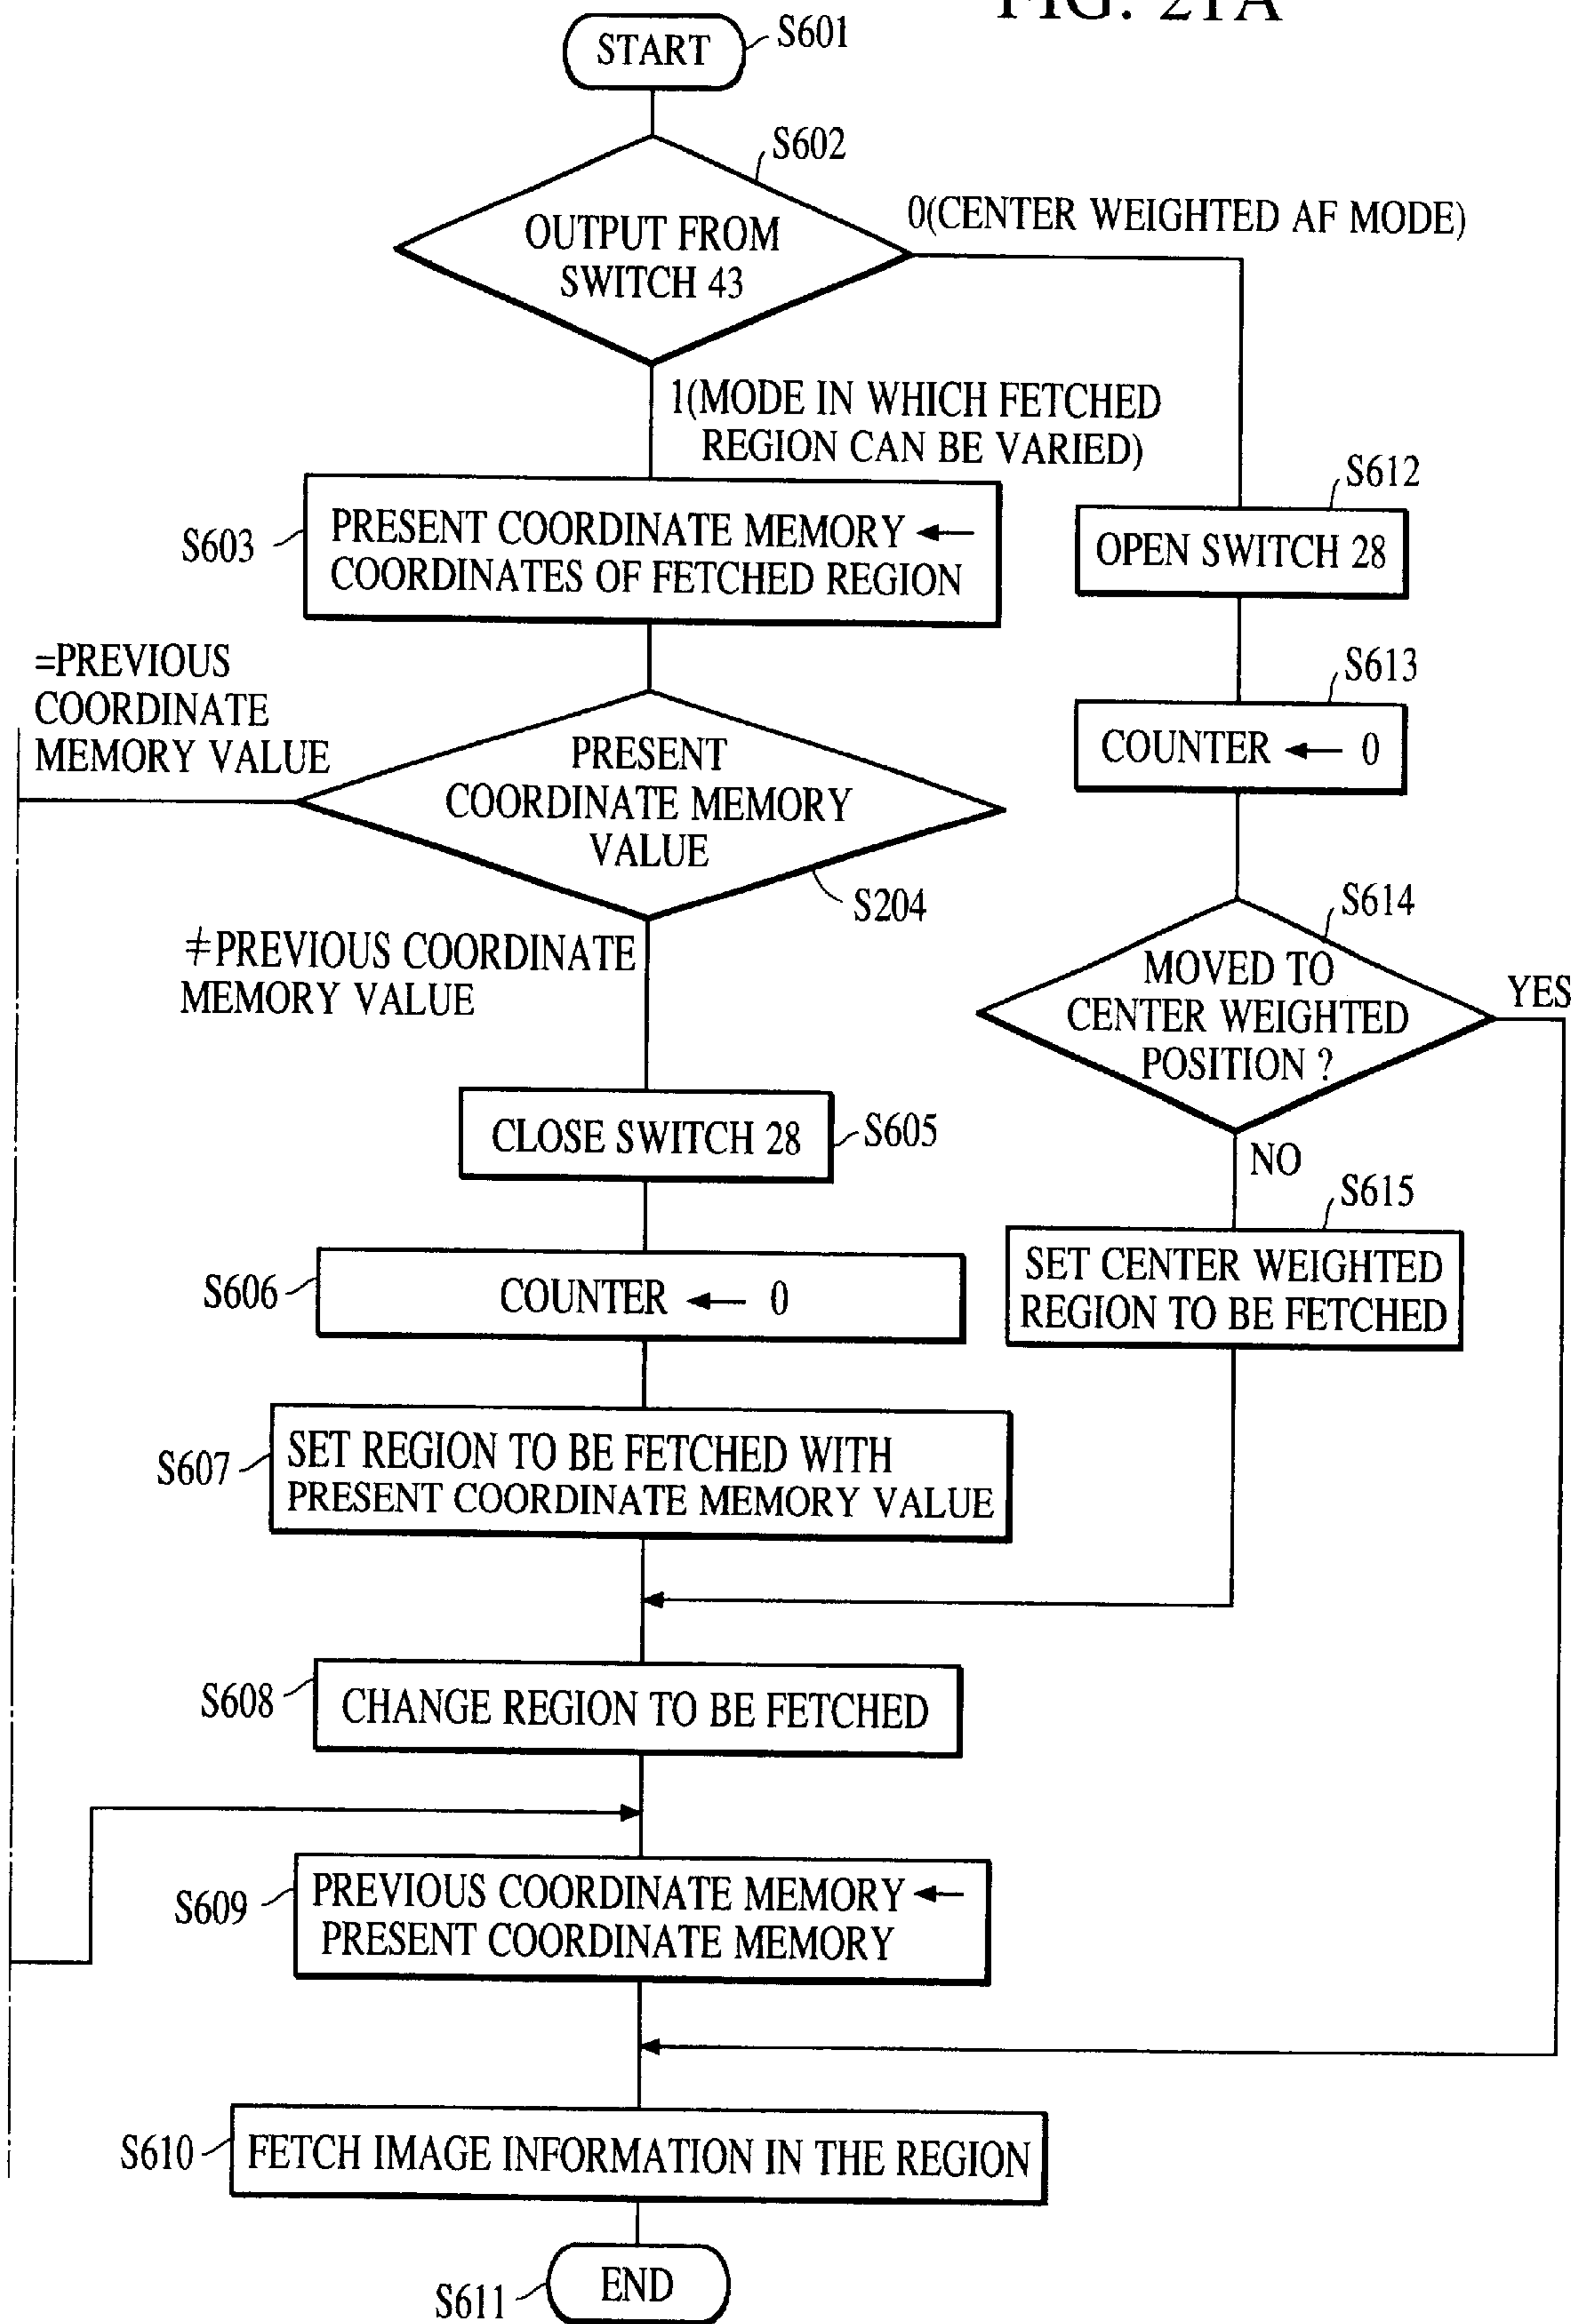 FIG. 21A
START
S601
S602
OUTPUT FROM
SWITCH 43
0(CENTER WEIGHTED AF MODE)
1(MODE IN WHICH FETCHED
REGION CAN BE VARIED)
S603
PRESENT COORDINATE MEMORY ←
COORDINATES OF FETCHED REGION
S612
OPEN SWITCH 28
=PREVIOUS
COORDINATE
MEMORY VALUE
PRESENT
COORDINATE MEMORY
VALUE
S204
S613
COUNTER ← 0
≠PREVIOUS COORDINATE
MEMORY VALUE
S614
MOVED TO
CENTER WEIGHTED
POSITION ?
YES
NO
CLOSE SWITCH 28
S605
S615
SET CENTER WEIGHTED
REGION TO BE FETCHED
S606
COUNTER ← 0
S607
SET REGION TO BE FETCHED WITH
PRESENT COORDINATE MEMORY VALUE
S608
CHANGE REGION TO BE FETCHED
S609
PREVIOUS COORDINATE MEMORY ←
PRESENT COORDINATE MEMORY
S610
FETCH IMAGE INFORMATION IN THE REGION
S611
END